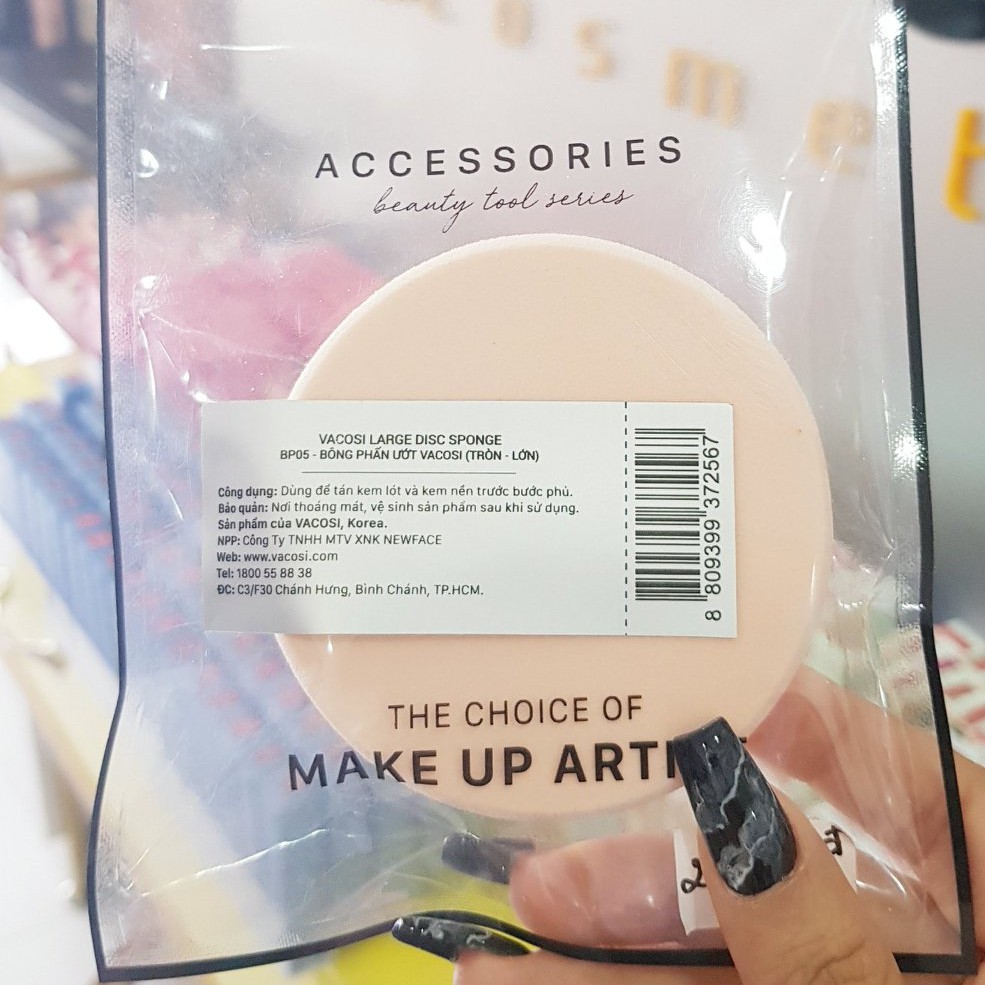 ACCESSORIES
beauty tool series
VACOSI LARGE DISC SPONGE
BP05 - BÔNG PHẤN ƯỚT VACOSI (TRÒN - LỚN)
Công dụng: Dùng để tán kem lót và kem nền trước bước phủ.
Bảo quản: Nơi thoáng mát, vệ sinh sản phẩm sau khi sử dụng.
Sản phẩm của VACOSI, Korea.
NPP: Công Ty TNHH MTV XNK NEWFACE
Web: www.vacosi.com
Tel: 1800 55 88 38
ĐC: C3/F30 Chánh Hưng, Bình Chánh, TP.HCM.
8 809399 372567
THE CHOICE OF
MAKE UP